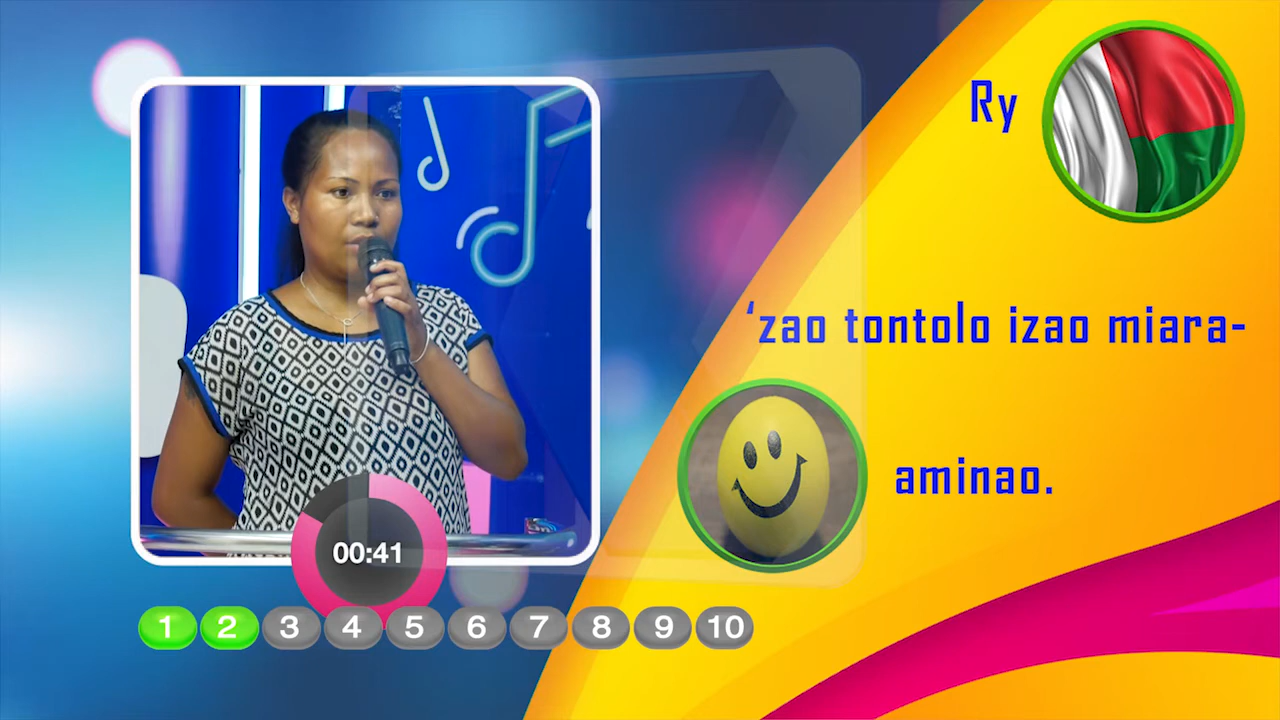 Ry
‘zao tontolo izao miara-
aminao.
00:41
1 2 3 4 5 6 7 8 9 10